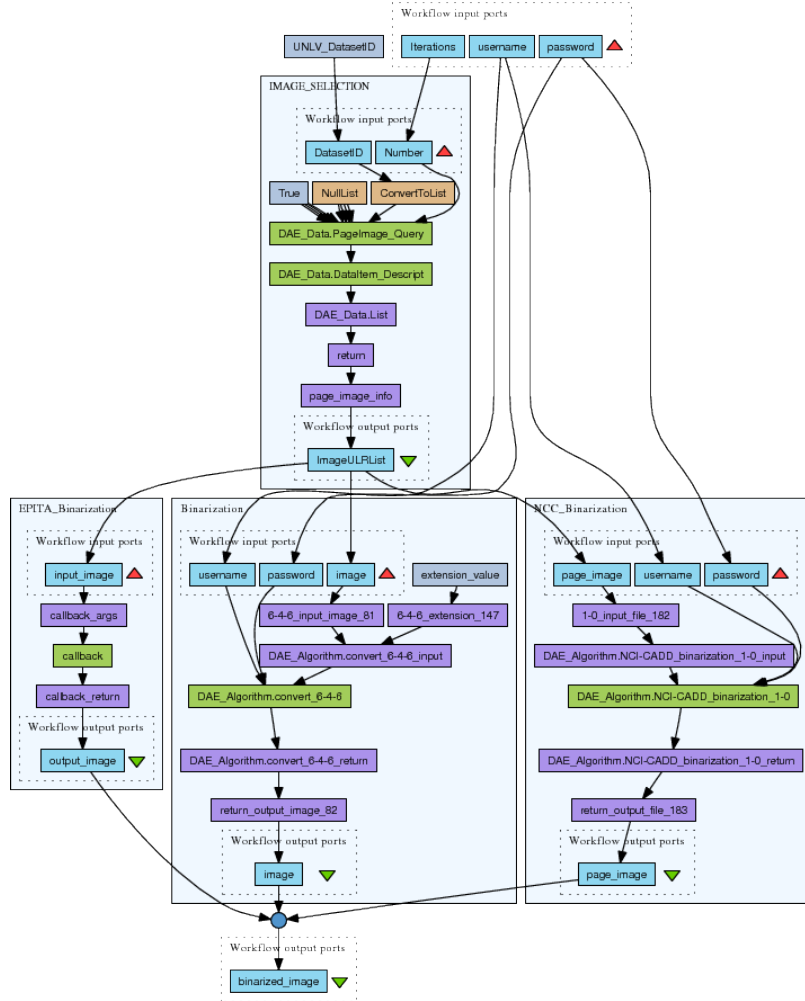 Workflow input ports
UNLV_DatasetID
Iterations
username
password
IMAGE_SELECTION
Workflow input ports
DatasetID
Number
True
NullList
ConvertToList
DAE_Data.PageImage_Query
DAE_Data.DataItem_Descript
DAE_Data.List
return
page_image_info
Workflow output ports
ImageULRList
EPITA_Binarization
Workflow input ports
input_image
callback_args
callback
callback_return
Workflow output ports
output_image
Binarization
Workflow input ports
username
password
image
extension_value
6-4-6_input_image_81
6-4-6_extension_147
DAE_Algorithm.convert_6-4-6_input
DAE_Algorithm.convert_6-4-6
DAE_Algorithm.convert_6-4-6_return
return_output_image_82
Workflow output ports
image
NCC_Binarization
Workflow input ports
page_image
username
password
1-0_input_file_182
DAE_Algorithm.NCI-CADD_binarization_1-0_input
DAE_Algorithm.NCI-CADD_binarization_1-0
DAE_Algorithm.NCI-CADD_binarization_1-0_return
return_output_file_183
Workflow output ports
page_image
Workflow output ports
binarized_image